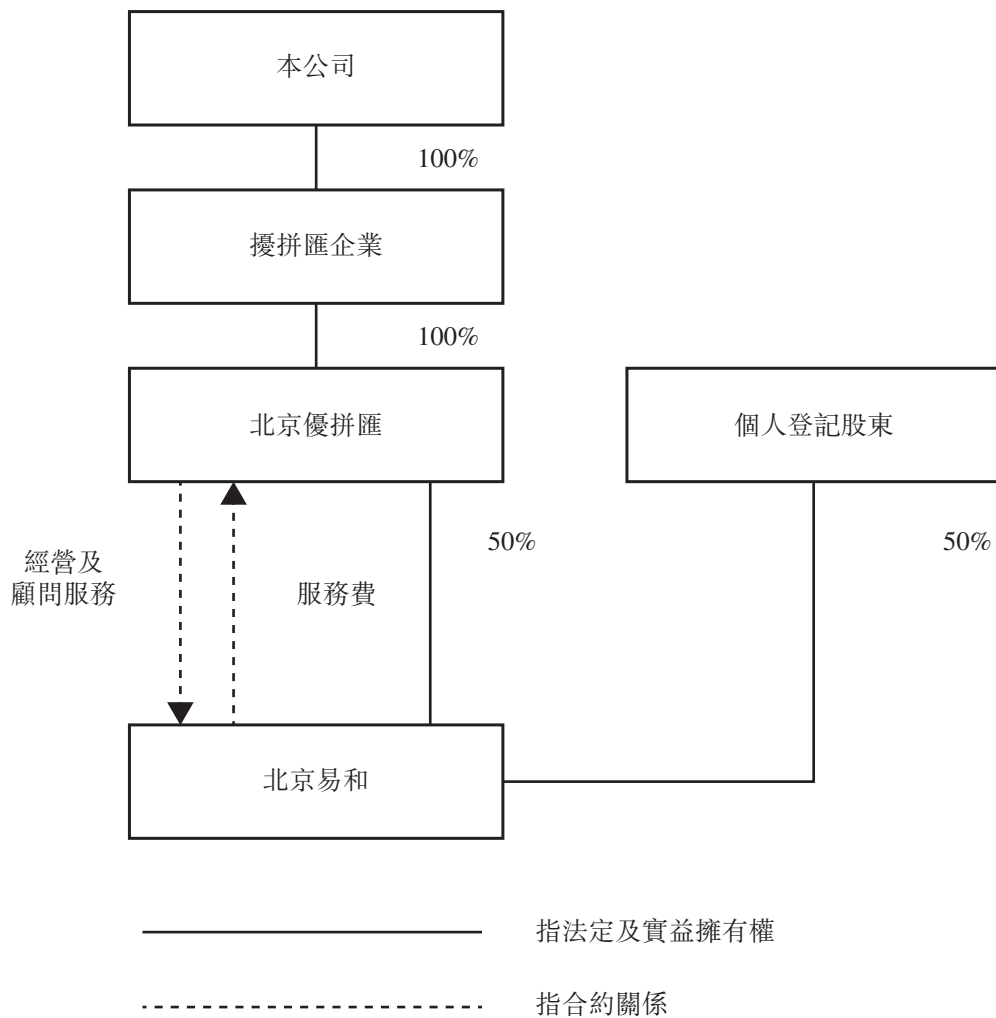 本公司
100%
擾拼匯企業
100%
北京優拼匯
個人登記股東
經營及
顧問服務
服務費
50%
50%
北京易和
指法定及實益擁有權
指合約關係